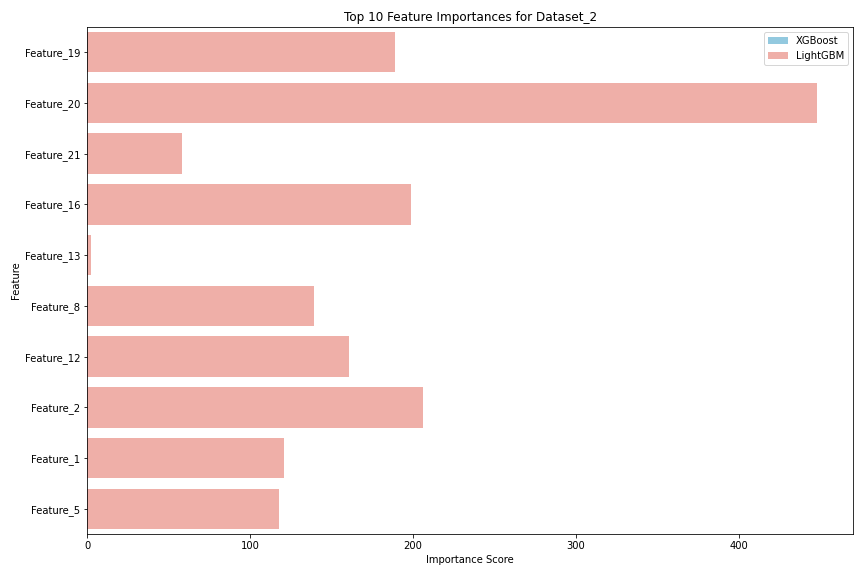 Top 10 Feature Importances for Dataset_2
XGBoost
LightGBM
Feature_19
Feature_20
Feature_21
Feature_16
Feature_13
Feature_8
Feature_12
Feature_2
Feature_1
Feature_5
Feature
0 100 200 300 400
Importance Score